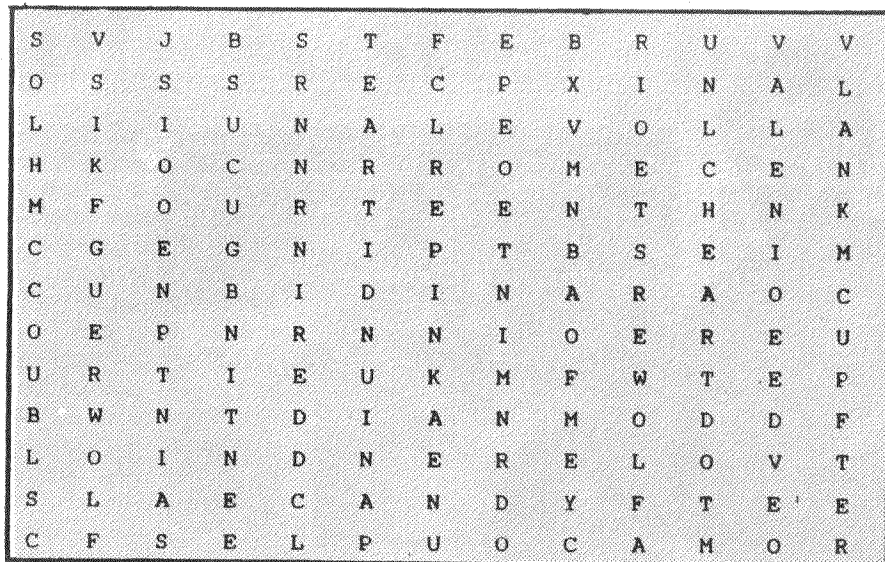 S V J B S T F E B R U V V
O S S S R E C P X I N A L
L I I U N A L E V O L L A
H K O C N R R O M E C E N
M F O U R T E E N T H N K
C G E G N I P T B S E I M
C U N B I D I N A R A O C
O E P N R N N I O E R E U
U R T I E U K M F W T E P
B W N T D I A N M O D D F
L O I N D N E R E L O V T
S L A E C A N D Y F T E E
C F S E L P U O C A M O R